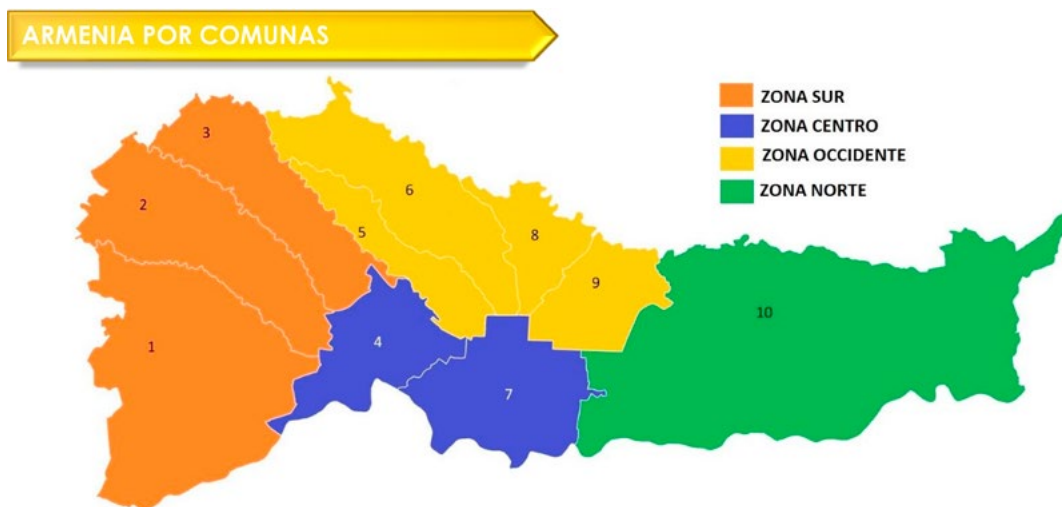 ARMENIA POR COMUNAS
ZONA SUR
ZONA CENTRO
ZONA OCCIDENTE
ZONA NORTE
3
2
6
5
8
9
10
1
4
7